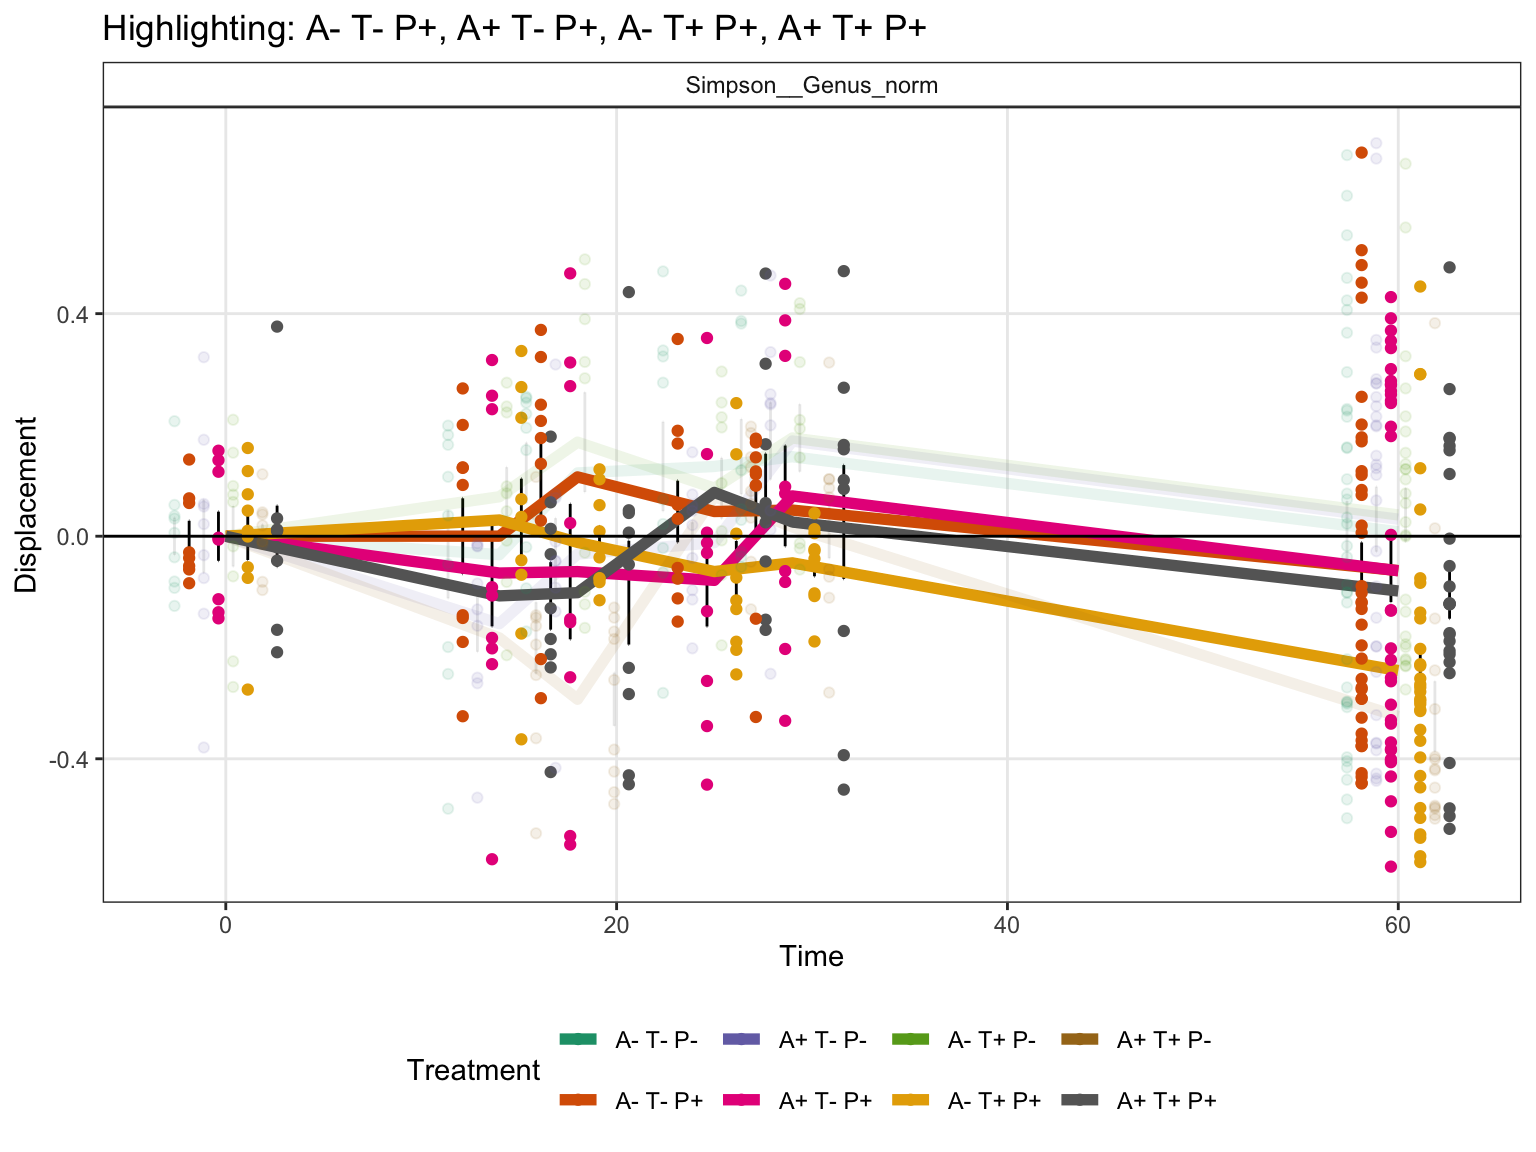 Highlighting: A- T- P+, A+ T- P+, A- T+ P+, A+ T+ P+
Simpson__Genus_norm
Displacement
0.4
0.0
-0.4
0 20 40 60
Time
Treatment
A- T- P- A+ T- P- A- T+ P- A+ T+ P-
A- T- P+ A+ T- P+ A- T+ P+ A+ T+ P+